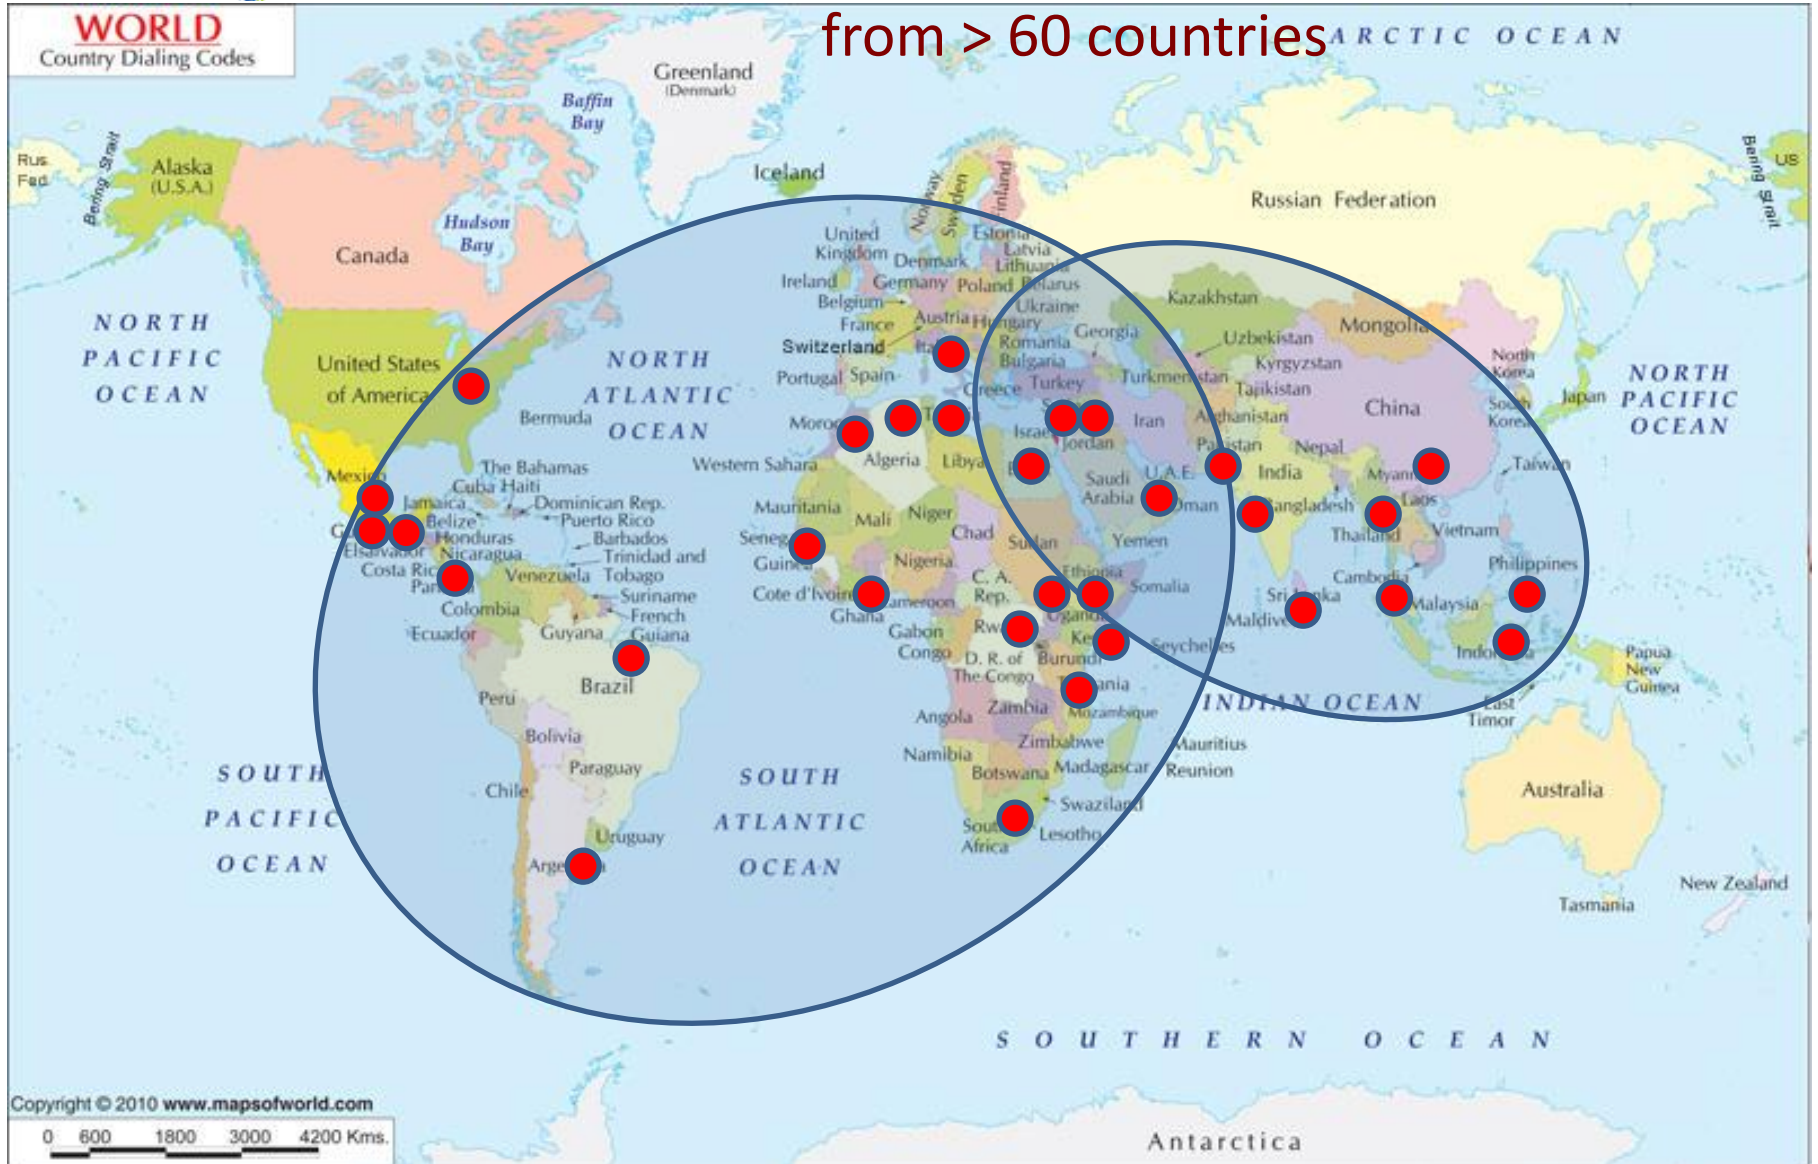 from > 60 countries
WORLD
Country Dialing Codes
ARCTIC OCEAN
Greenland
(Denmark)
Baffin
Bay
Iceland
Rus.
Fed.
Bering Strait
Alaska
(U.S.A.)
Canada
Hudson
Bay
Norway
Sweden
Finland
Russian Federation
Bering Strait
US
United
Kingdom
Ireland
Denmark
Estonia
Latvia
Lithuania
Belarus
Germany
Poland
Belgium
Ukraine
France
Austria
Hungary
Switzerland
Romania
Bulgaria
Georgia
Kazakhstan
Mongolia
Uzbekistan
Kyrgyzstan
Turkmenistan
Tajikistan
North
Korea
South
Korea
Japan
NORTH
PACIFIC
OCEAN
United States
of America
NORTH
ATLANTIC
OCEAN
Bermuda
Portugal
Spain
Greece
Turkey
Iran
Afghanistan
China
NORTH
PACIFIC
OCEAN
Israel
Jordan
Pakistan
Nepal
India
Taiwan
Western Sahara
Algeria
Libya
Saudi
Arabia
U.A.E.
Oman
Laos
Mexico
The Bahamas
Cuba Haiti
Jamaica
Dominican Rep.
Belize
Puerto Rico
Honduras
Barbados
Nicaragua
Trinidad and
Tobago
Costa
Venezuela
Suriname
French
Guiana
Guyana
Colombia
Ecuador
Mauritania
Mali
Niger
Chad
Sudan
Yemen
Guinea
Nigeria
Cote d'Ivoire
Ghana
C. A.
Rep.
Ethiopia
Somalia
Gabon
Congo
D. R. of
The Congo
Burundi
Seychelles
Thailand
Vietnam
Cambodia
Philippines
Malaysia
Papua
New
Guinea
East
Timor
INDIAN OCEAN
Peru
Brazil
Bolivia
Paraguay
Chile
Uruguay
Angola
Zambia
Mozambique
Namibia
Zimbabwe
Botswana
Madagascar
Mauritius
Reunion
Swaziland
South
Africa
Lesotho
SOUTH
PACIFIC
OCEAN
SOUTH
ATLANTIC
OCEAN
Australia
New Zealand
Tasmania
SOUTHERN OCEAN
Antarctica
Copyright © 2010 www.mapsofworld.com
0 600 1800 3000 4200 Kms.